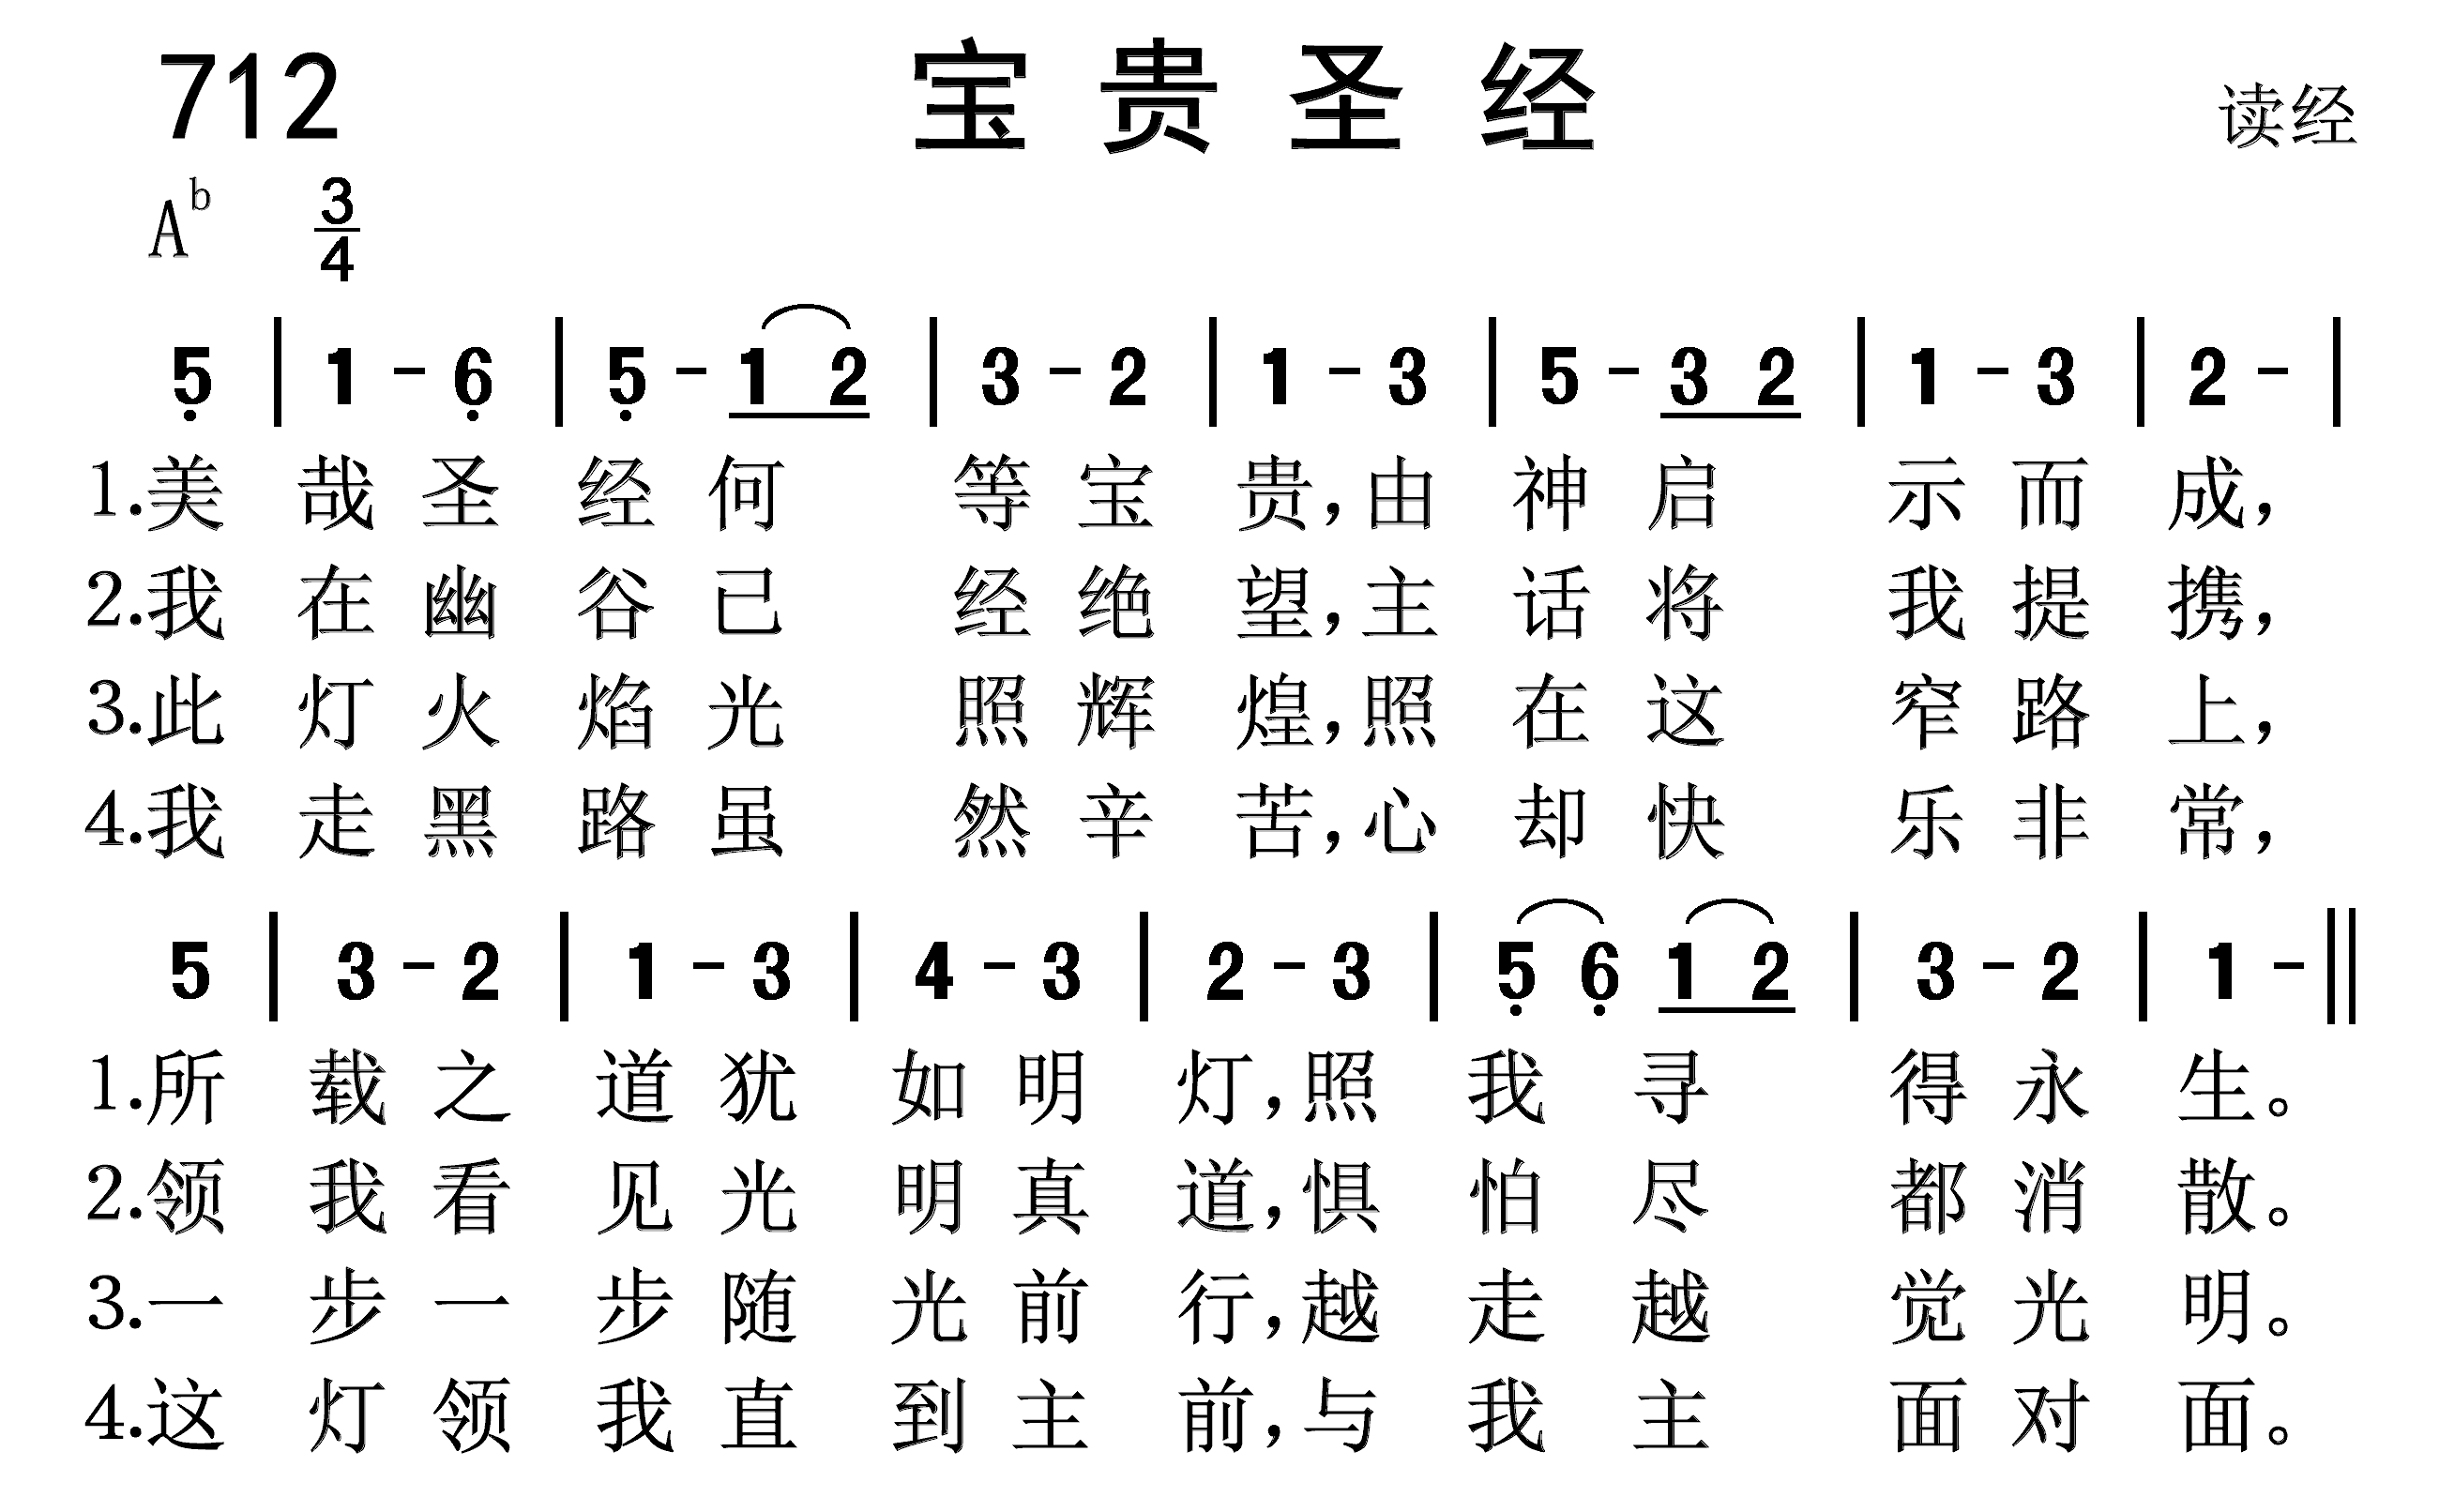 712 宝贵圣经 读经
A♭ 3/4
5 | 1 - 6 | 5 - 1 2 | 3 - 2 | 1 - 3 | 5 - 3 2 | 1 - 3 | 2 - |
1.美哉圣经何等宝贵,由神启示而成,
2.我在幽谷已经绝望,主话将我提携,
3.此灯火焰光照辉煌,照在这窄路上,
4.我走黑路虽然辛苦,心却快乐非常,
5 | 3 - 2 | 1 - 3 | 4 - 3 | 2 - 3 | 5 6 1 2 | 3 - 2 | 1 - ||
1.所载之道犹如明灯,照我寻得永生。
2.领我看见光明真道,惧怕尽都消散。
3.一步一步随光前行,越走越觉光明。
4.这灯领我直到主前,与我主面对面。